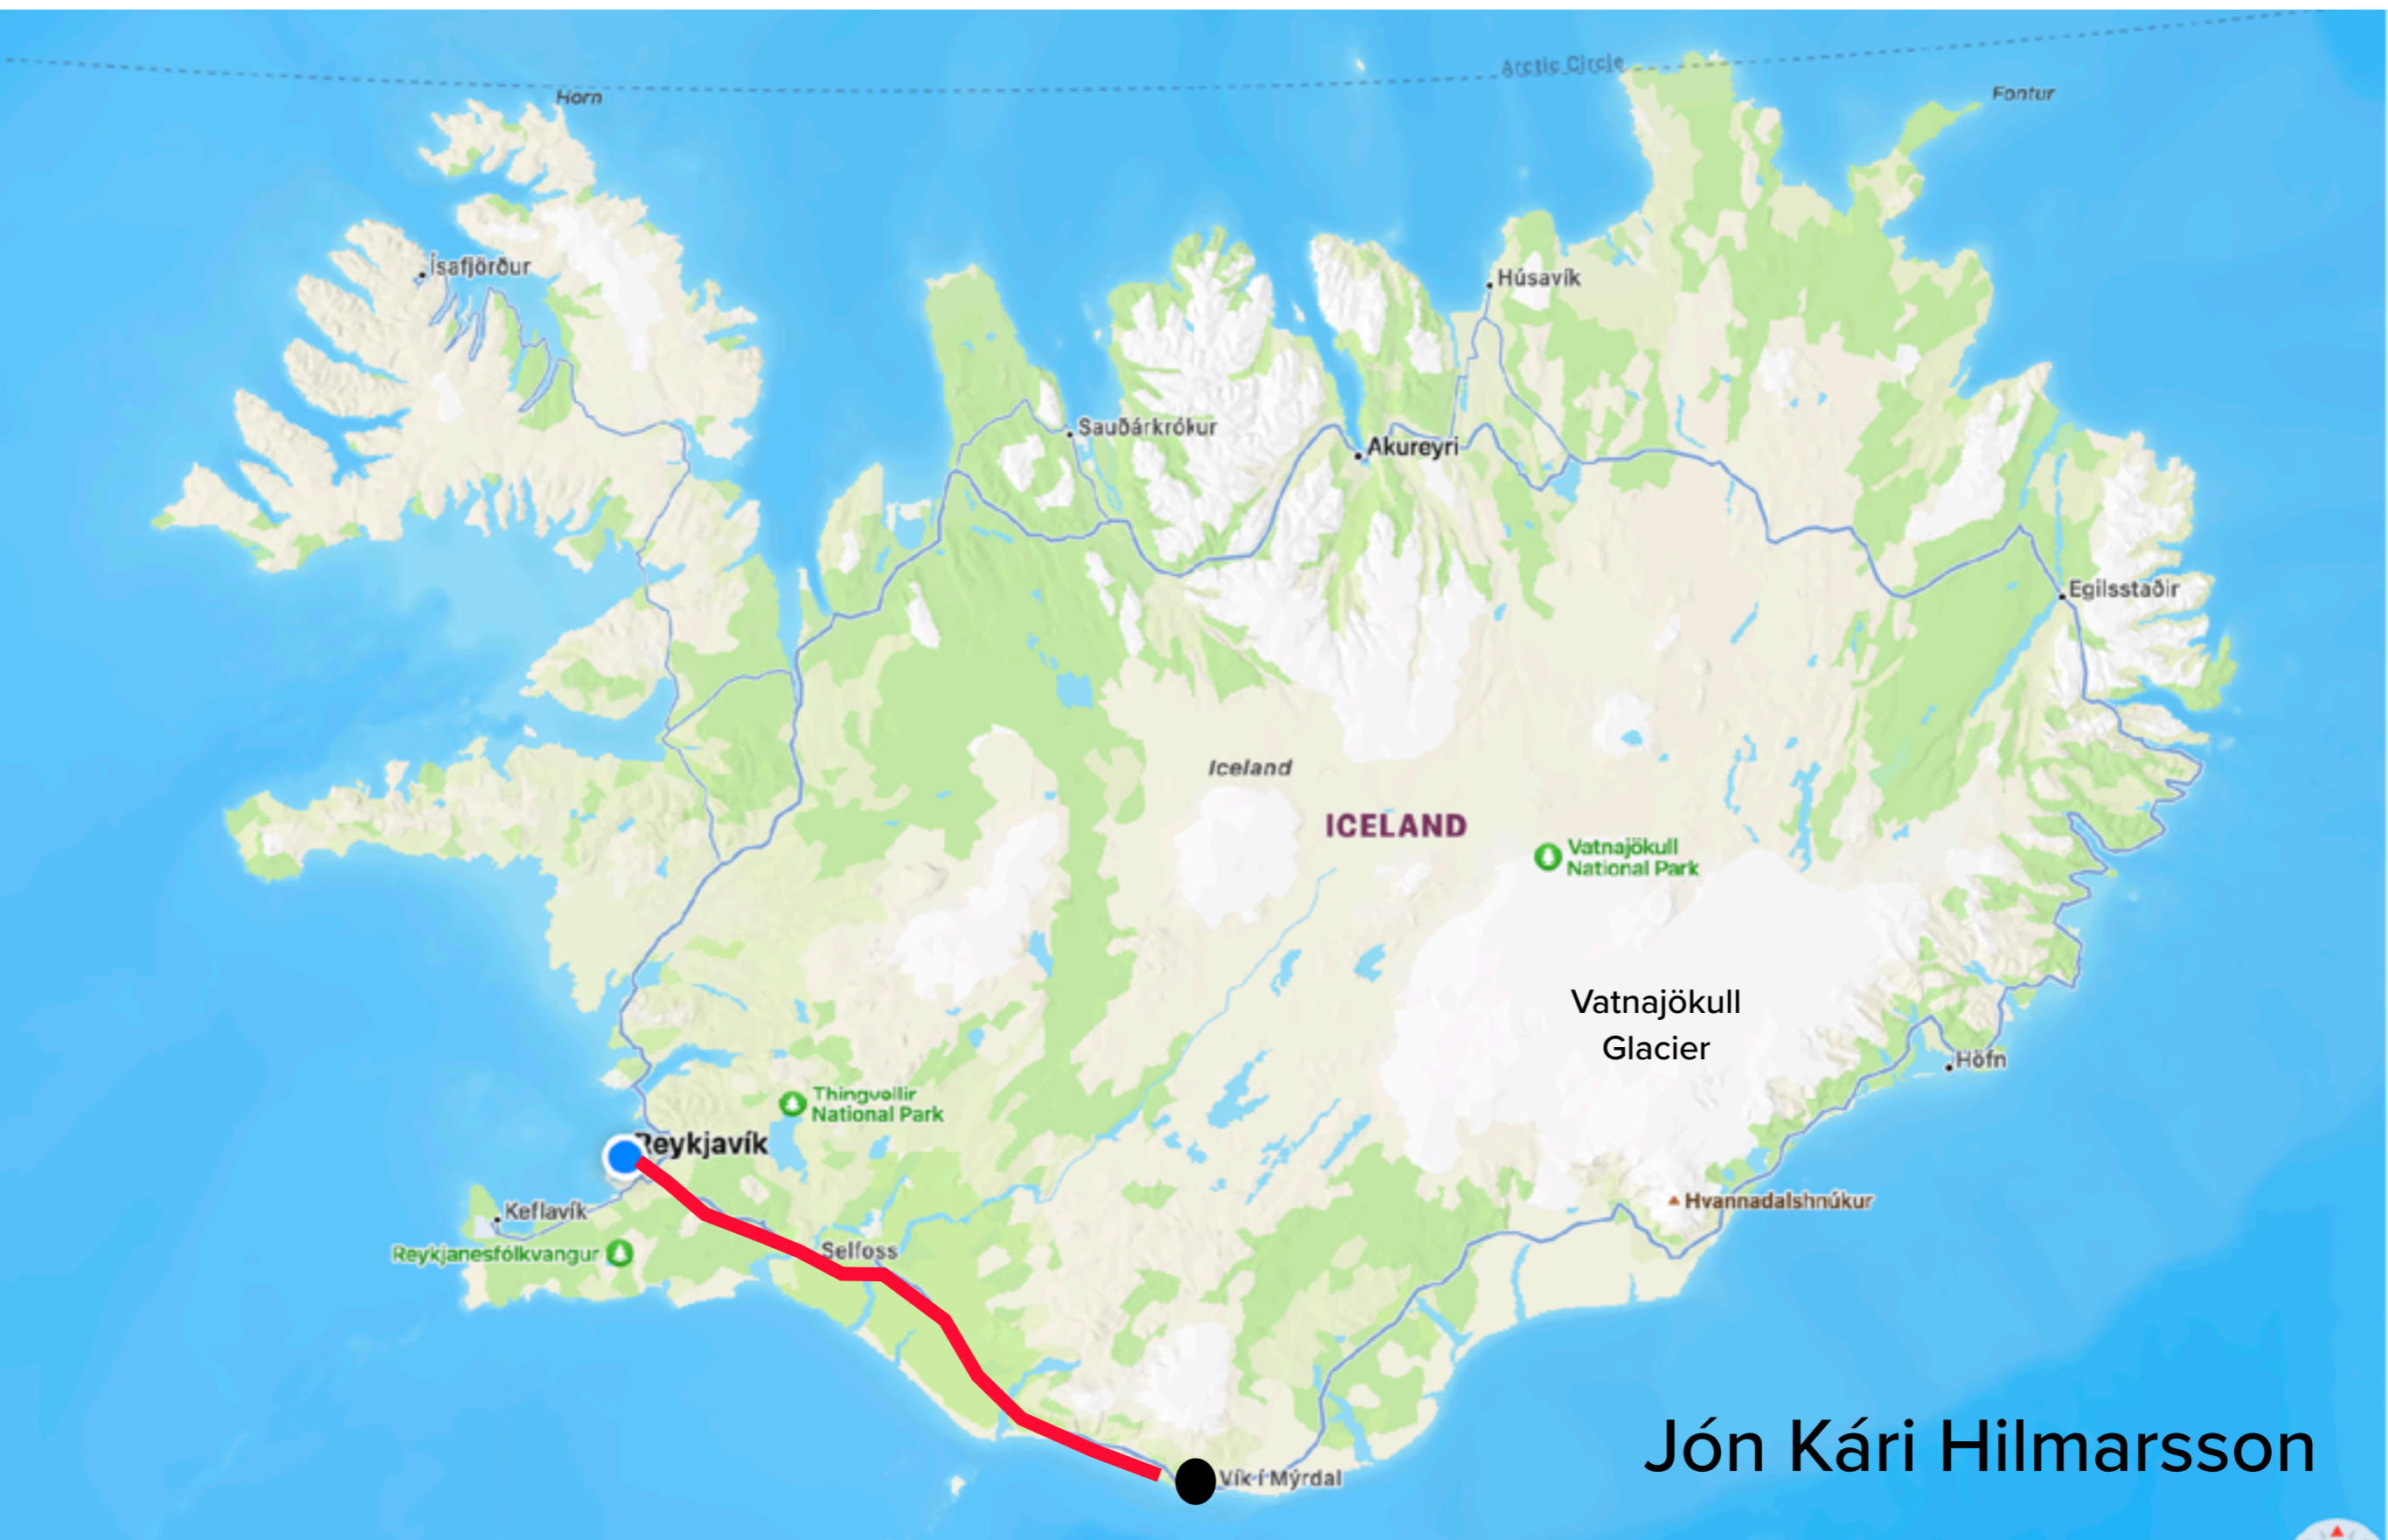 Arctic Circle
Horn
Fontur
Ísafjörður
Húsavík
Sauðárkrókur
Akureyri
Egilsstaðir
Iceland
ICELAND
Vatnajökull
National Park
Vatnajökull
Glacier
Höfn
Thingvellir
National Park
Reykjavík
Keflavík
Hvannadalshnúkur
Reykjanesfólkvangur
Selfoss
Vík í Mýrdal
Jón Kári Hilmarsson